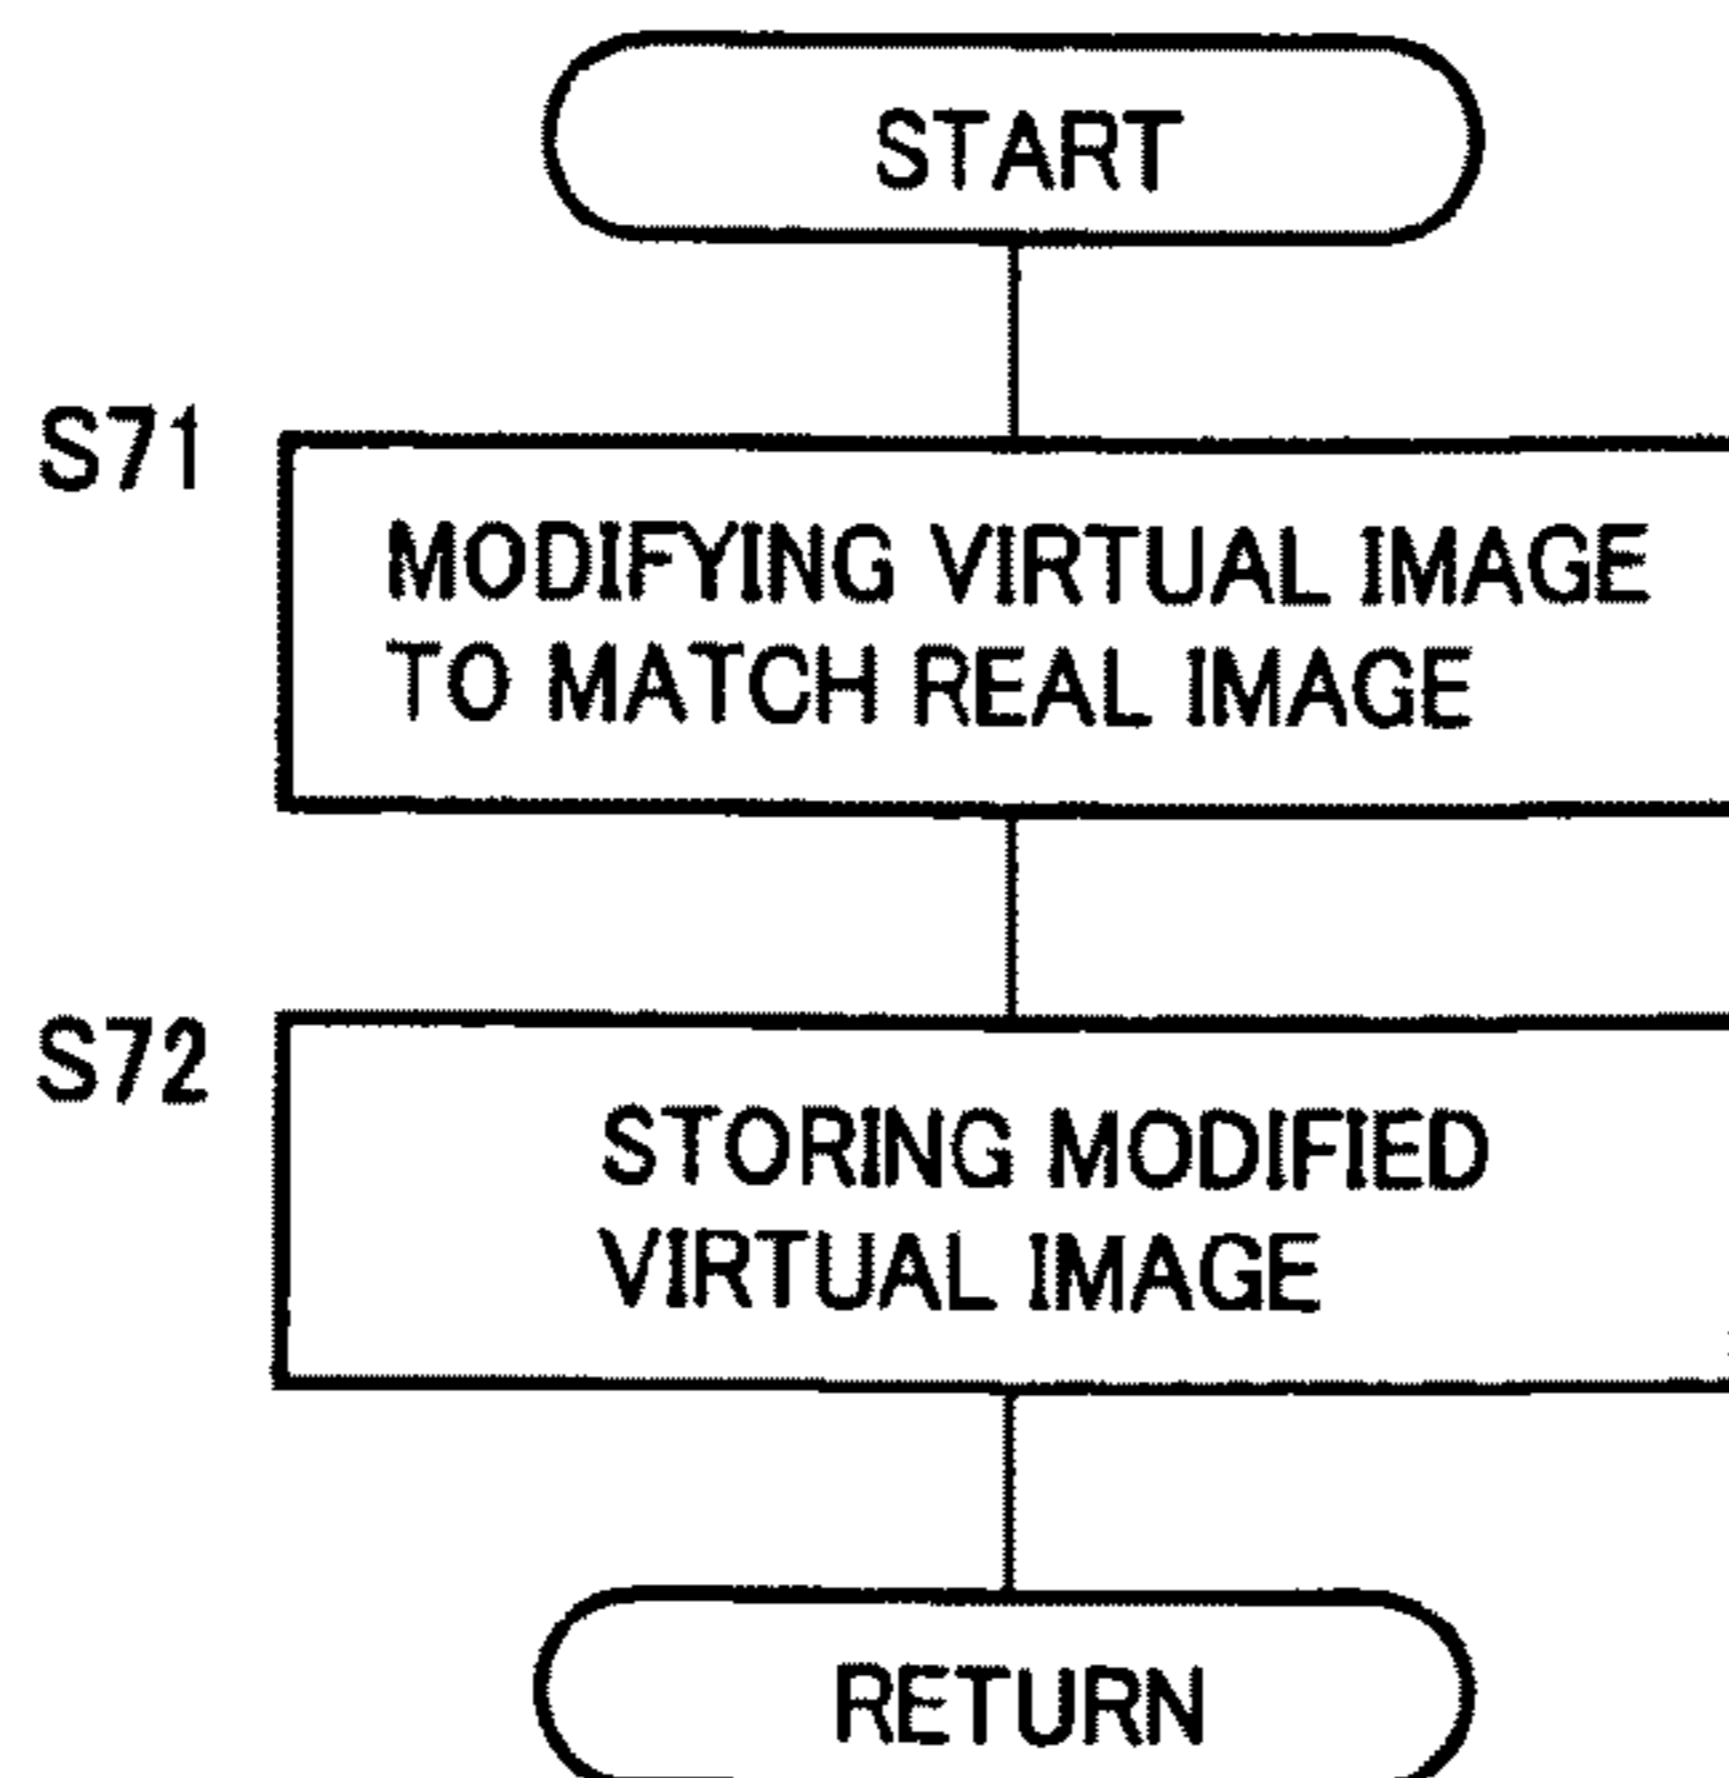 START
S71
MODIFYING VIRTUAL IMAGE
TO MATCH REAL IMAGE
S72
STORING MODIFIED
VIRTUAL IMAGE
RETURN